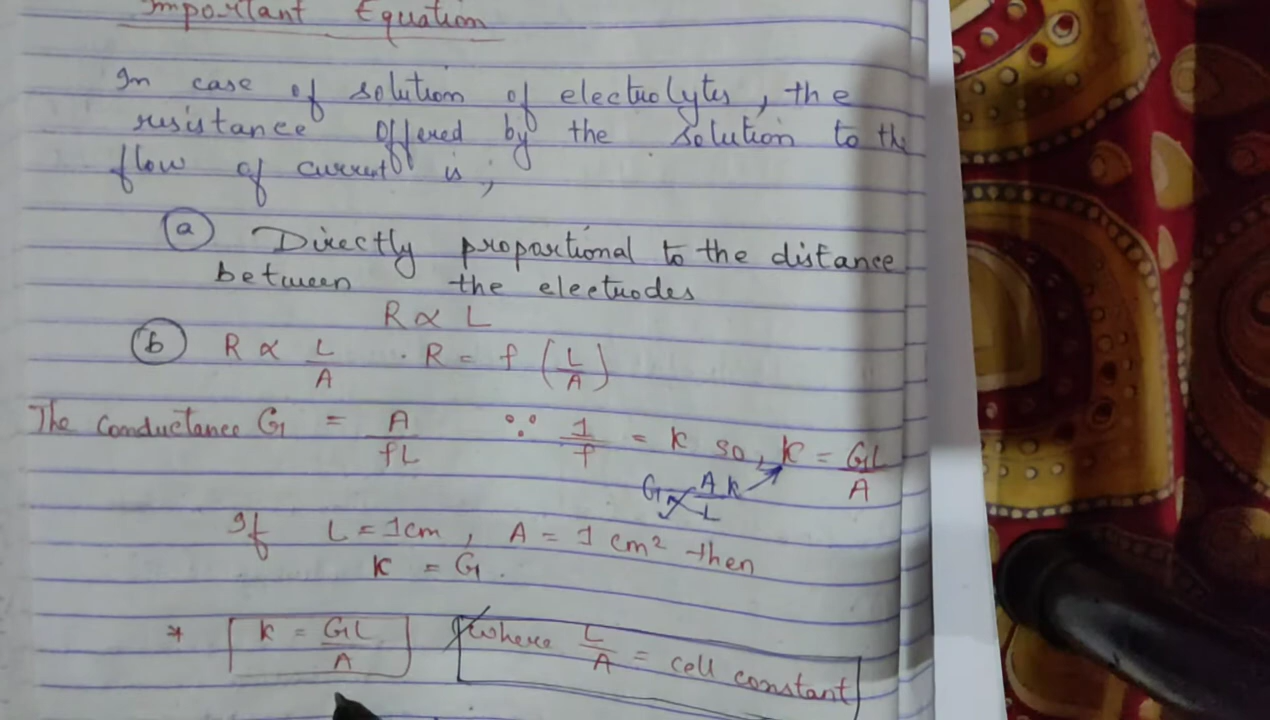 Important Equation
In case of solution of electrolytes, the
resistance offered by the solution to the
flow of current is ;
(a) Directly proportional to the distance
between the electrodes
R ∝ L
(b) R ∝ L/A . R = f (L/A)
The Conductance G = A/fL ∵ 1/f = K so, K = GL/A
G = AK/L
If L = 1cm, A = 1 cm² then
K = G.
* K = GL/A where L/A = cell constant